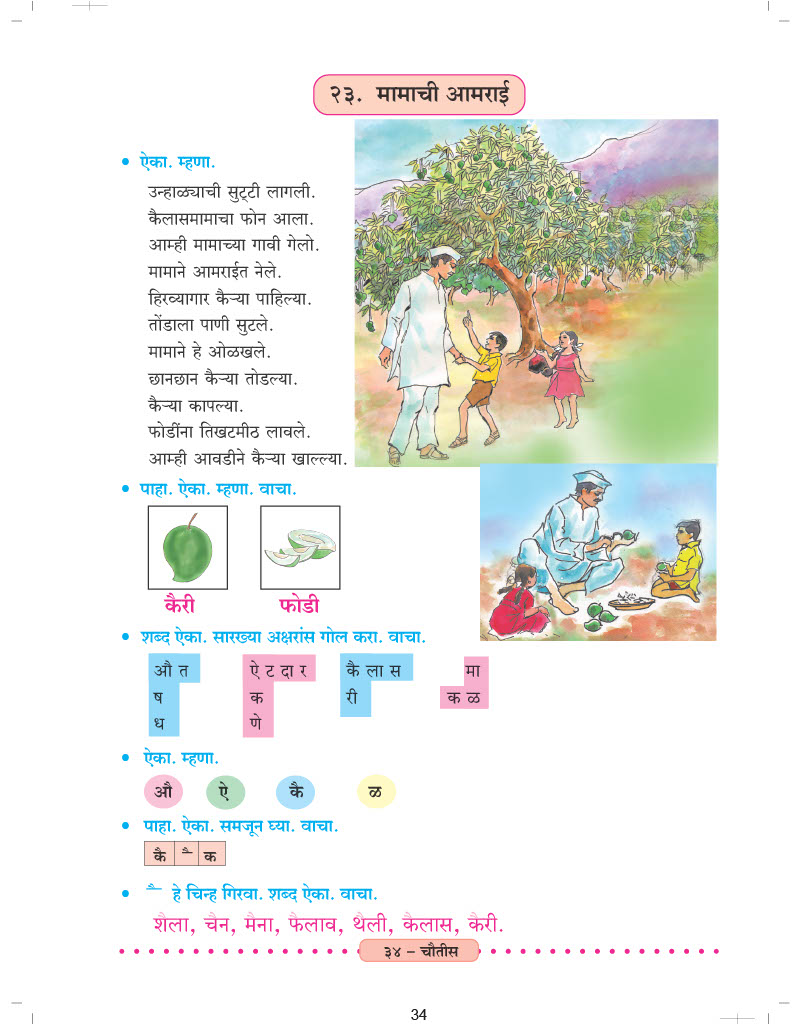 २३. मामाची आमराई
• ऐका. म्हणा.
उन्हाळ्याची सुट्टी लागली.
कैलासमामाचा फोन आला.
आम्ही मामाच्या गावी गेलो.
मामाने आमराईत नेले.
हिरव्यागार कैऱ्या पाहिल्या.
तोंडाला पाणी सुटले.
मामाने हे ओळखले.
छानछान कैऱ्या तोडल्या.
कैऱ्या कापल्या.
फोडींना तिखटमीठ लावले.
आम्ही आवडीने कैऱ्या खाल्ल्या.
• पाहा. ऐका. म्हणा. वाचा.
कैरी फोडी
• शब्द ऐका. सारख्या अक्षरांस गोल करा. वाचा.
औ त ऐ ट दा र कै ला स मा
ष क री क ळ
ध णे
• ऐका. म्हणा.
औ ऐ कै ळ
• पाहा. ऐका. समजून घ्या. वाचा.
कै ै क
• ै हे चिन्ह गिरवा. शब्द ऐका. वाचा.
शैला, चैन, मैना, फैलाव, थैली, कैलास, कैरी.
३४ – चौतीस
34